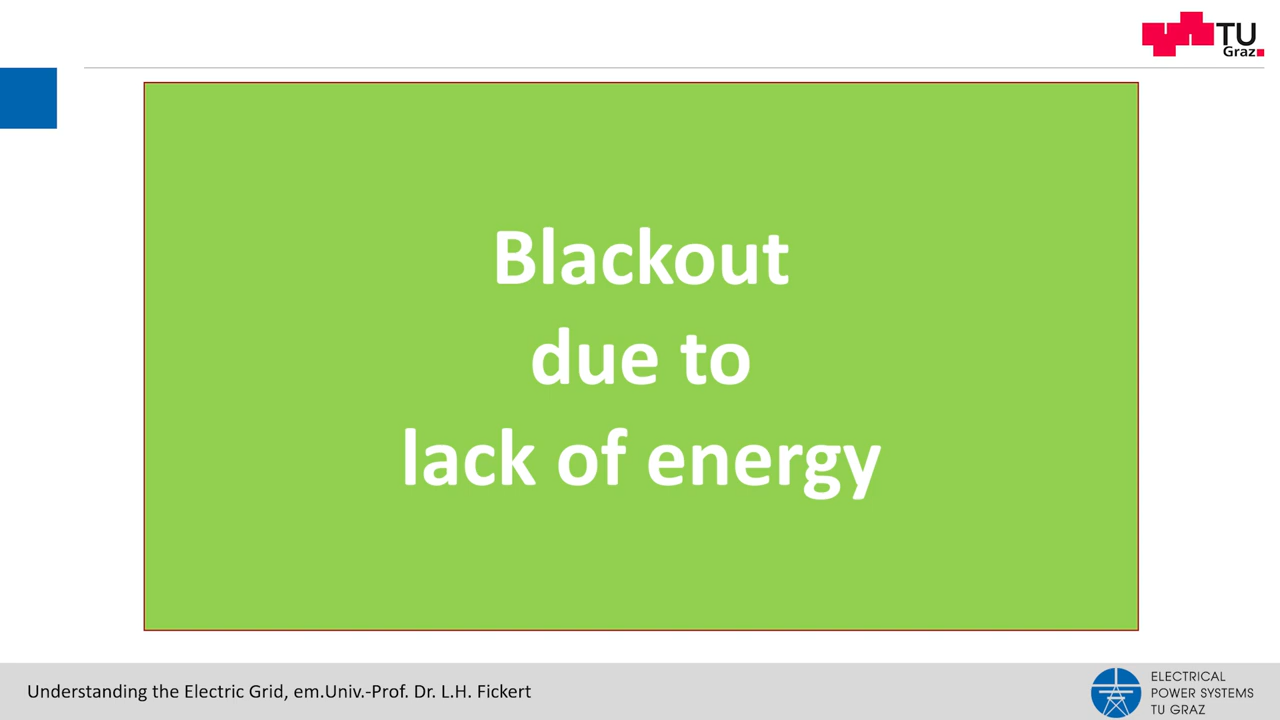 TU
Graz
Blackout
due to
lack of energy
Understanding the Electric Grid, em.Univ.-Prof. Dr. L.H. Fickert
ELECTRICAL
POWER SYSTEMS
TU GRAZ